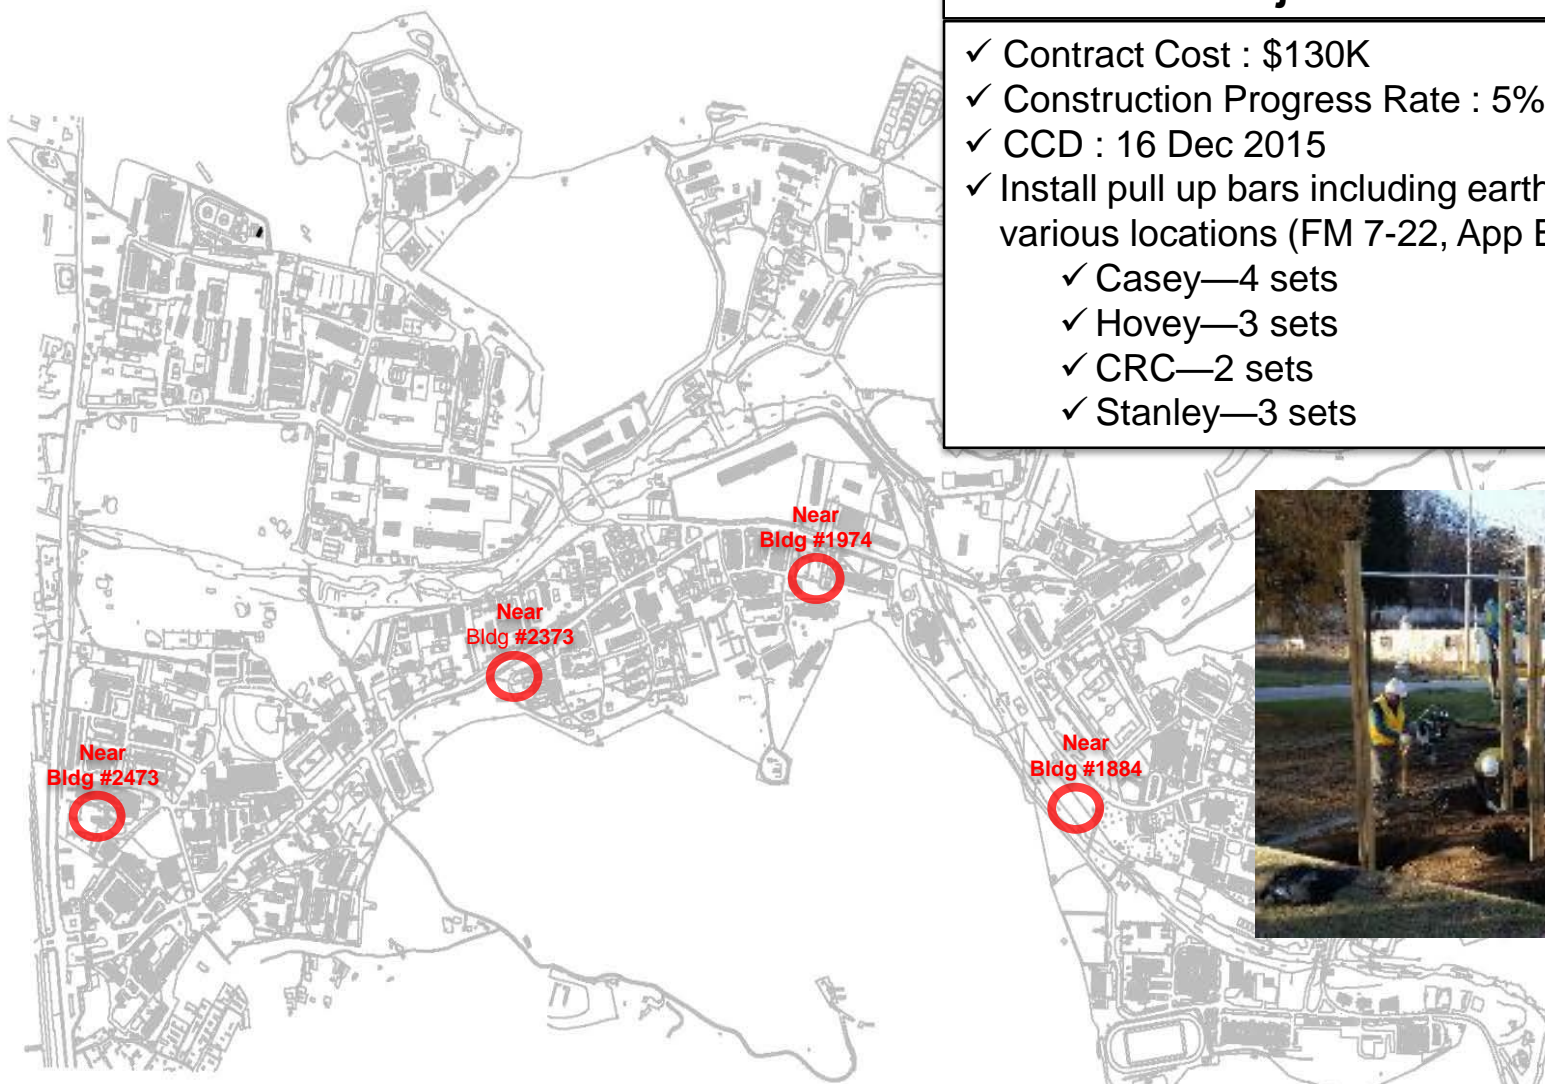 ✓ Contract Cost : $130K
✓ Construction Progress Rate : 5%
✓ CCD : 16 Dec 2015
✓ Install pull up bars including earth
various locations (FM 7-22, App
✓ Casey—4 sets
✓ Hovey—3 sets
✓ CRC—2 sets
✓ Stanley—3 sets
Near
Bldg #1974
Near
Bldg #2373
Near
Bldg #2473
Near
Bldg #1884